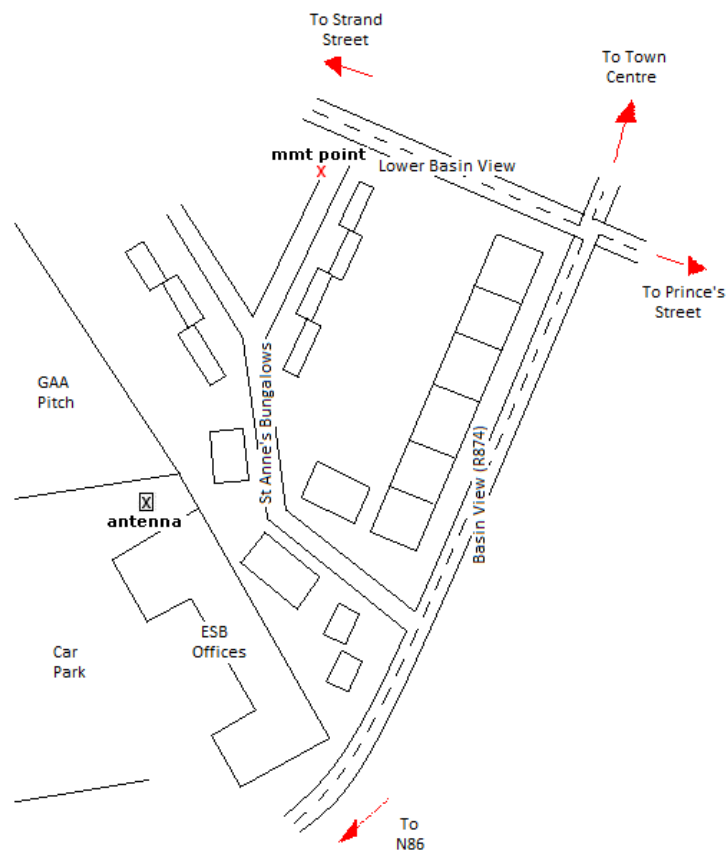 To Strand
Street
To Town
Centre
mmt point
X
Lower Basin View
To Prince's
Street
GAA
Pitch
St Anne's Bungalows
Basin View (R874)
X
antenna
ESB
Offices
Car
Park
To
N86